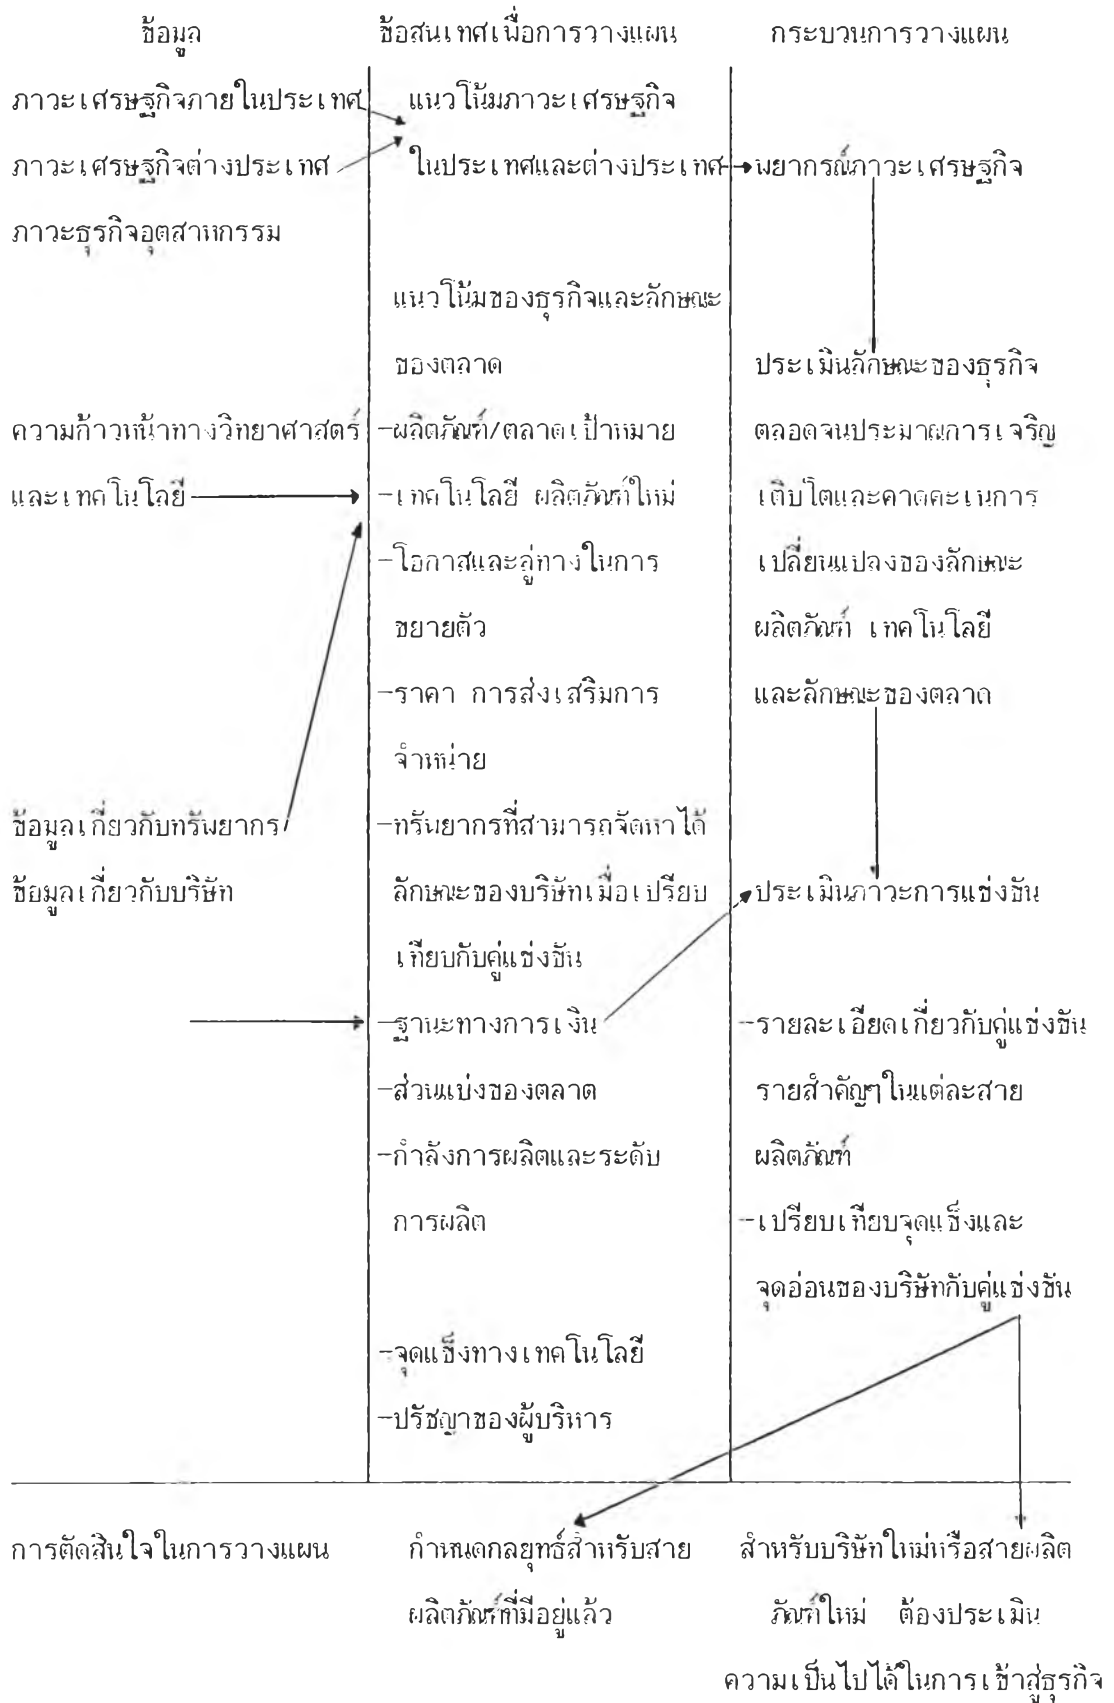 ข้อมูล ข้อสนเทศเพื่อการวางแผน กระบวนการวางแผน
ภาวะเศรษฐกิจภายในประเทศ แนวโน้มภาวะเศรษฐกิจ
ภาวะเศรษฐกิจต่างประเทศ ในประเทศและต่างประเทศ พยากรณ์ภาวะเศรษฐกิจ
ภาวะธุรกิจอุตสาหกรรม
แนวโน้มของธุรกิจและลักษณะ
ของตลาด ประเมินลักษณะของธุรกิจ
ความก้าวหน้าทางวิทยาศาสตร์ -ผลิตภัณฑ์/ตลาดเป้าหมาย ตลอดจนประมาณการเจริญ
และเทคโนโลยี -เทคโนโลยี ผลิตภัณฑ์ใหม่ เติบโตและคาดคะเนการ
-โอกาสและลู่ทางในการ เปลี่ยนแปลงของลักษณะ
ขยายตัว ผลิตภัณฑ์ เทคโนโลยี
-ราคา การส่งเสริมการ และลักษณะของตลาด
จำหน่าย
ข้อมูลเกี่ยวกับทรัพยากร -ทรัพยากรที่สามารถจัดหาได้
ข้อมูลเกี่ยวกับบริษัท ลักษณะของบริษัทเมื่อเปรียบ ประเมินภาวะการแข่งขัน
เทียบกับคู่แข่งขัน
-ฐานะทางการเงิน -รายละเอียดเกี่ยวกับคู่แข่งขัน
-ส่วนแบ่งของตลาด รายสำคัญๆในแต่ละสาย
-กำลังการผลิตและระดับ ผลิตภัณฑ์
การผลิต -เปรียบเทียบจุดแข็งและ
จุดอ่อนของบริษัทกับคู่แข่งขัน
-จุดแข็งทางเทคโนโลยี
-ปรัชญาของผู้บริหาร
การตัดสินใจในการวางแผน กำหนดกลยุทธ์สำหรับสาย สำหรับบริษัทใหม่หรือสายผลิต
ผลิตภัณฑ์ที่มีอยู่แล้ว ภัณฑ์ใหม่ ต้องประเมิน
ความเป็นไปได้ในการเข้าสู่ธุรกิจ